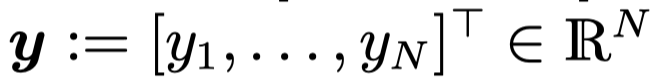 y := [y₁, . . . , y_N]^⊤ ∈ ℝ^N